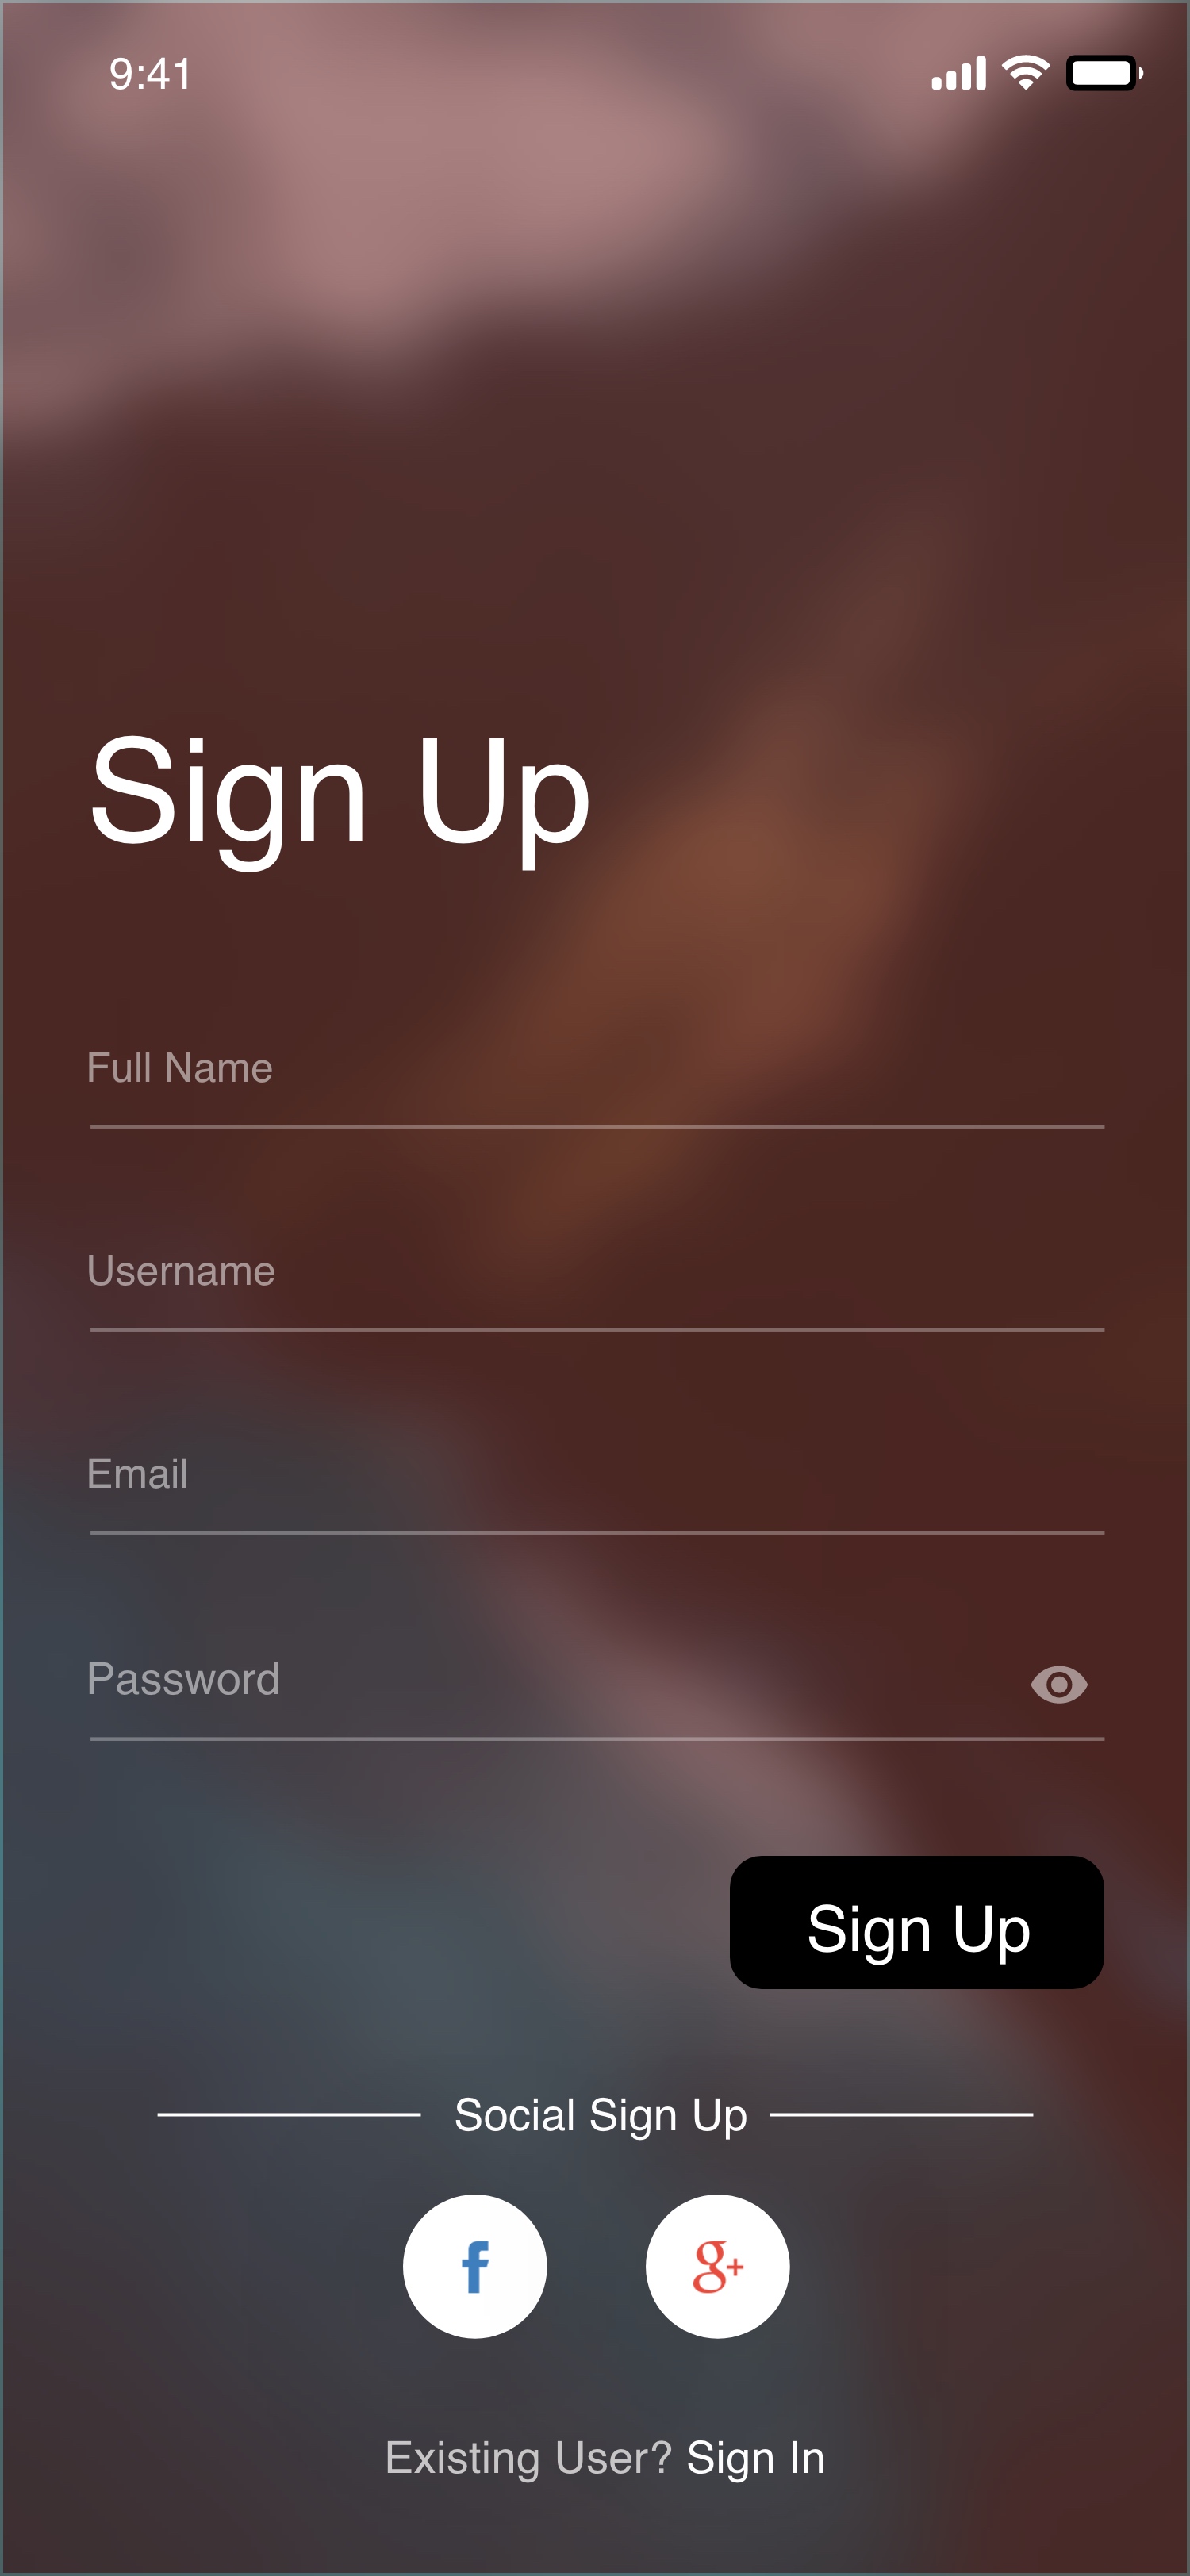 9:41
Sign Up
Full Name
Username
Email
Password
Sign Up
Social Sign Up
f g+
Existing User? Sign In